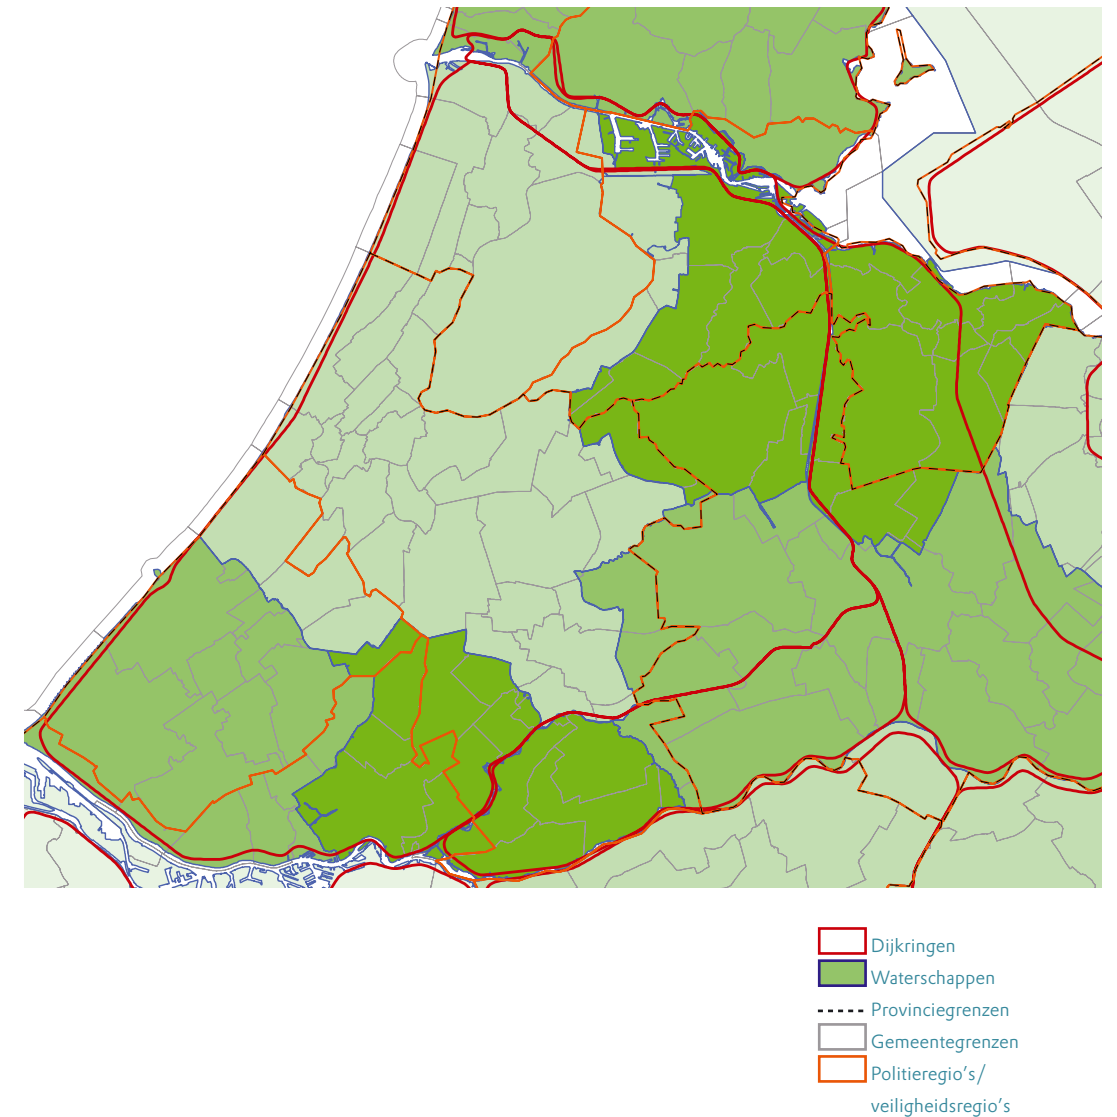 Dijkringen
Waterschappen
Provinciegrenzen
Gemeentegrenzen
Politieregio's/
veiligheidsregio's